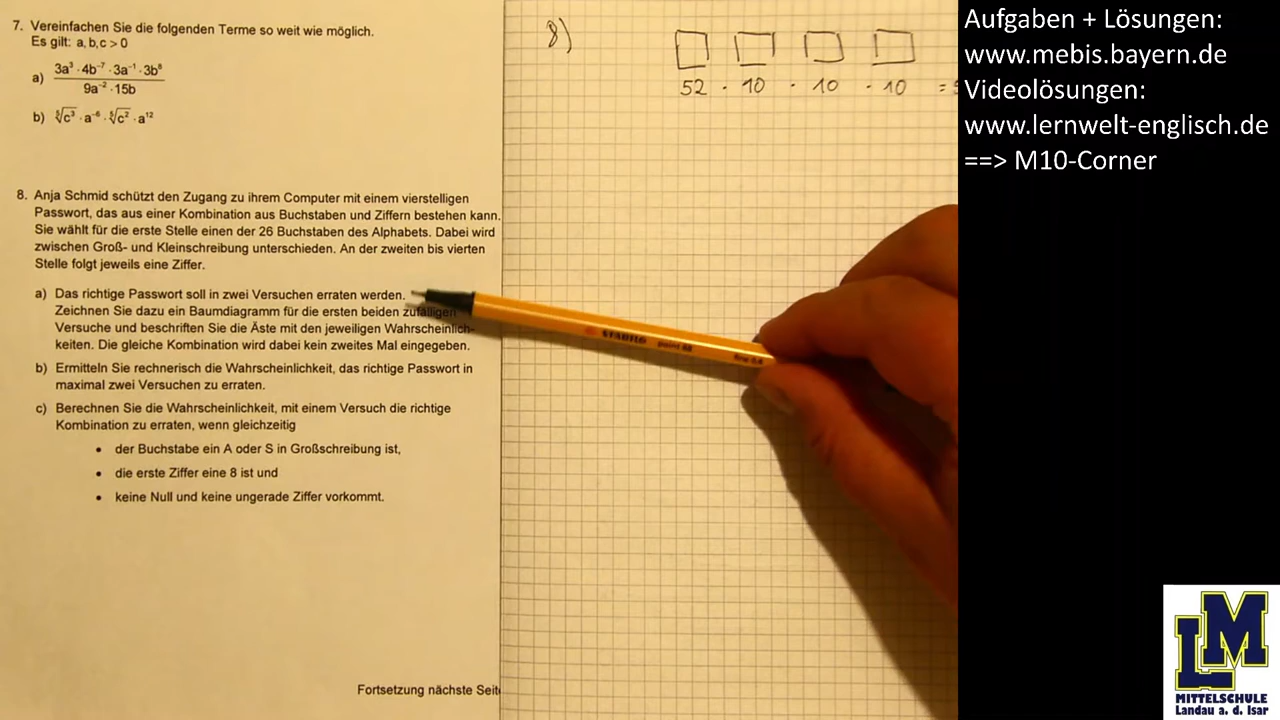 7. Vereinfachen Sie die folgenden Terme so weit wie möglich.
Es gilt: a, b, c > 0
a) 3a³ · 4b⁻⁷ · 3a⁻¹ · 3b⁸
9a⁻² · 15b
b) ⁵√c³ · a⁻⁶ · ⁵√c² · a¹²
8. Anja Schmid schützt den Zugang zu ihrem Computer mit einem vierstelligen
Passwort, das aus einer Kombination aus Buchstaben und Ziffern bestehen kann.
Sie wählt für die erste Stelle einen der 26 Buchstaben des Alphabets. Dabei wird
zwischen Groß- und Kleinschreibung unterschieden. An der zweiten bis vierten
Stelle folgt jeweils eine Ziffer.
a) Das richtige Passwort soll in zwei Versuchen erraten werden.
Zeichnen Sie dazu ein Baumdiagramm für die ersten beiden zufälligen
Versuche und beschriften Sie die Äste mit den jeweiligen Wahrscheinlich-
keiten. Die gleiche Kombination wird dabei kein zweites Mal eingegeben.
b) Ermitteln Sie rechnerisch die Wahrscheinlichkeit, das richtige Passwort in
maximal zwei Versuchen zu erraten.
c) Berechnen Sie die Wahrscheinlichkeit, mit einem Versuch die richtige
Kombination zu erraten, wenn gleichzeitig
• der Buchstabe ein A oder S in Großschreibung ist,
• die erste Ziffer eine 8 ist und
• keine Null und keine ungerade Ziffer vorkommt.
Fortsetzung nächste Seite
8)
52 · 10 · 10 · 10 =
Aufgaben + Lösungen:
www.mebis.bayern.de
Videolösungen:
www.lernwelt-englisch.de
==> M10-Corner
LM
MITTELSCHULE
Landau a. d. Isar